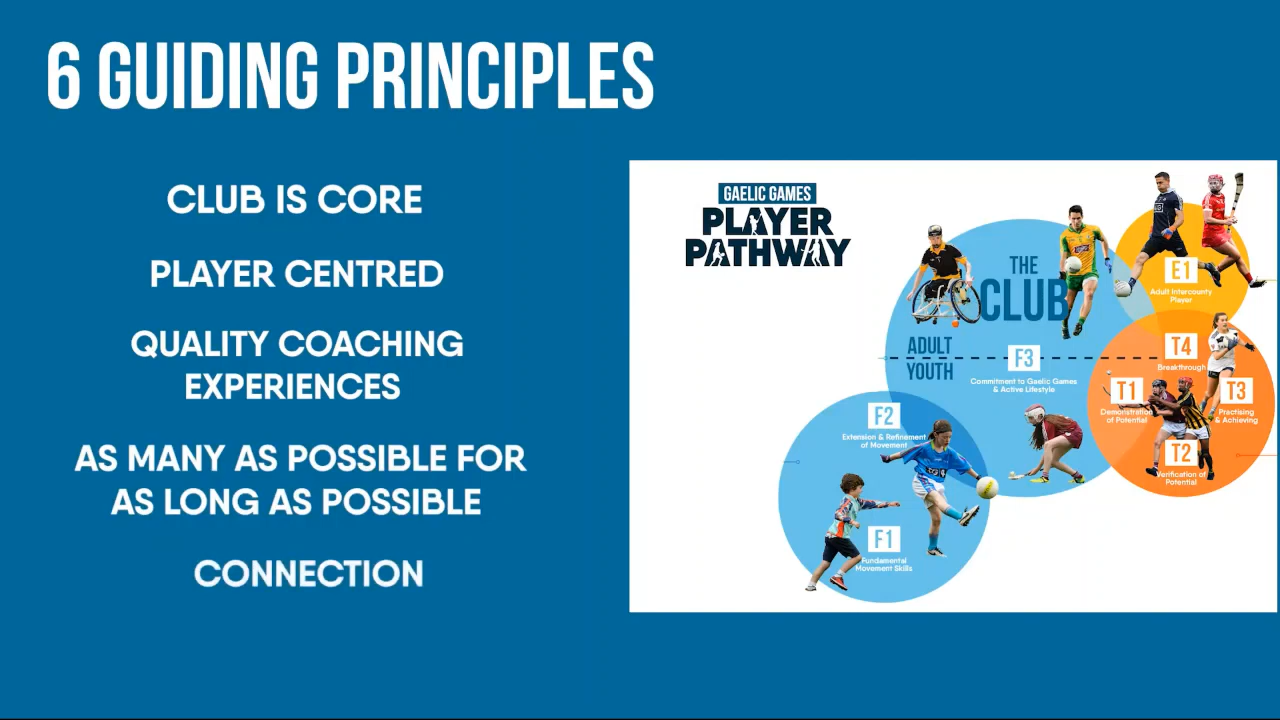 6 GUIDING PRINCIPLES
CLUB IS CORE
PLAYER CENTRED
QUALITY COACHING
EXPERIENCES
AS MANY AS POSSIBLE FOR
AS LONG AS POSSIBLE
CONNECTION
GAELIC GAMES
PLAYER
PATHWAY
THE
CLUB
ADULT
YOUTH
F3
Commitment to Gaelic Games
& Active Lifestyle
F2
Extension & Refinement
of Movement
F1
Fundamental
Movement Skills
E1
Adult Intercounty
Player
T4
Breakthrough
T1
Demonstration
of Potential
T3
Practising
& Achieving
T2
Verification of
Potential